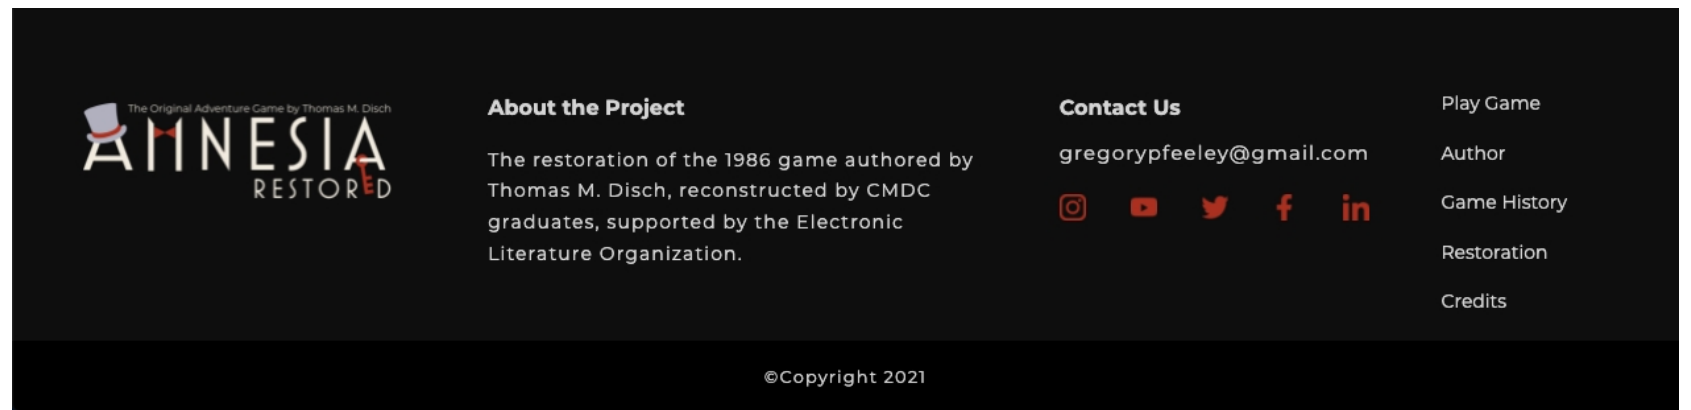 The Original Adventure Game by Thomas M. Disch
AMNESIA
RESTORED
About the Project
The restoration of the 1986 game authored by
Thomas M. Disch, reconstructed by CMDC
graduates, supported by the Electronic
Literature Organization.
Contact Us
gregorypfeeley@gmail.com
Play Game
Author
Game History
Restoration
Credits
©Copyright 2021